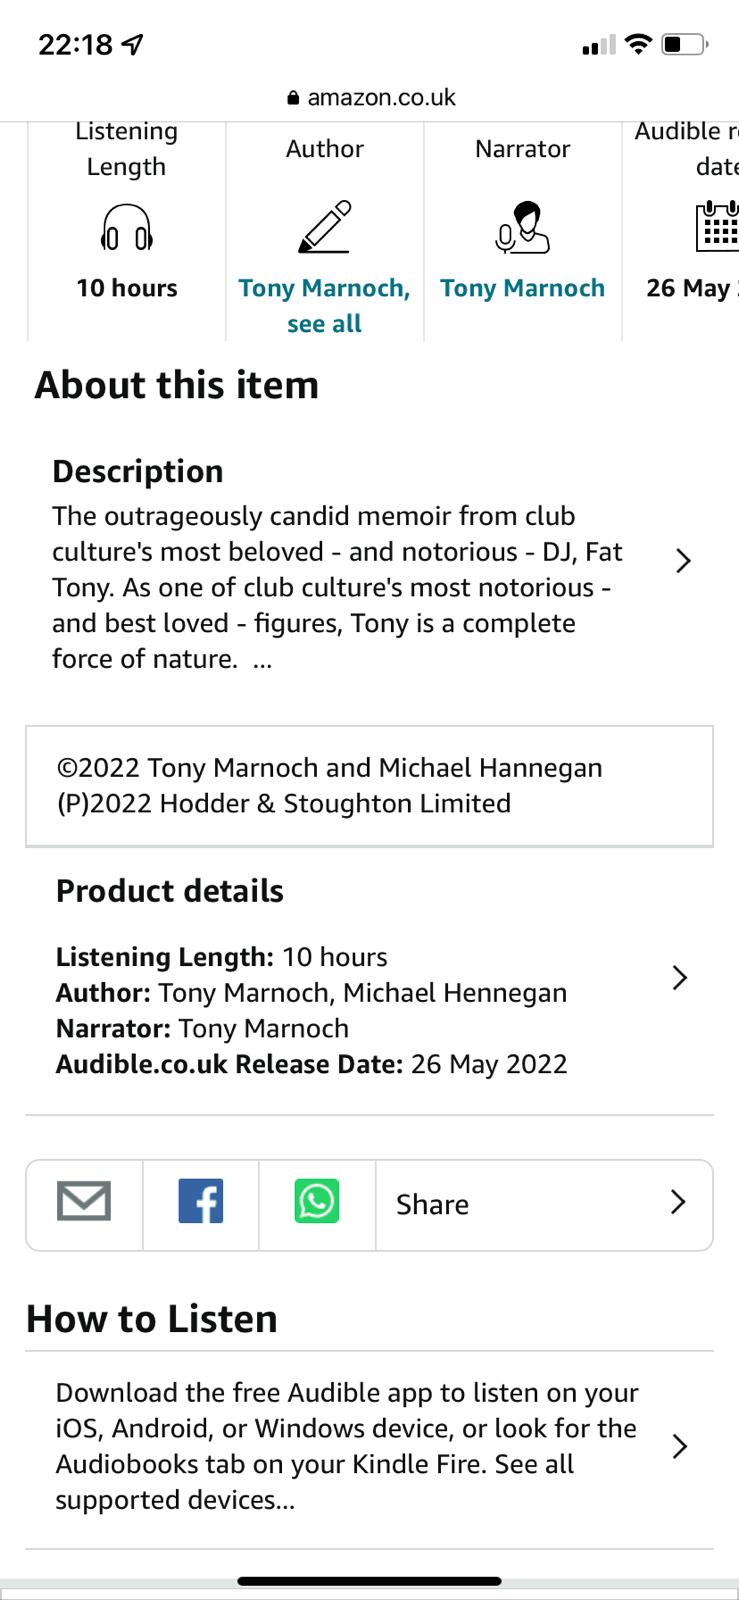 22:18
amazon.co.uk
Listening
Length
10 hours
Author
Tony Marnoch,
see all
Narrator
Tony Marnoch
Audible
date
26 May
About this item
Description
The outrageously candid memoir from club
culture's most beloved - and notorious - DJ, Fat
Tony. As one of club culture's most notorious -
and best loved - figures, Tony is a complete
force of nature. ...
©2022 Tony Marnoch and Michael Hannegan
(P)2022 Hodder & Stoughton Limited
Product details
Listening Length: 10 hours
Author: Tony Marnoch, Michael Hennegan
Narrator: Tony Marnoch
Audible.co.uk Release Date: 26 May 2022
Share
How to Listen
Download the free Audible app to listen on your
iOS, Android, or Windows device, or look for the
Audiobooks tab on your Kindle Fire. See all
supported devices...